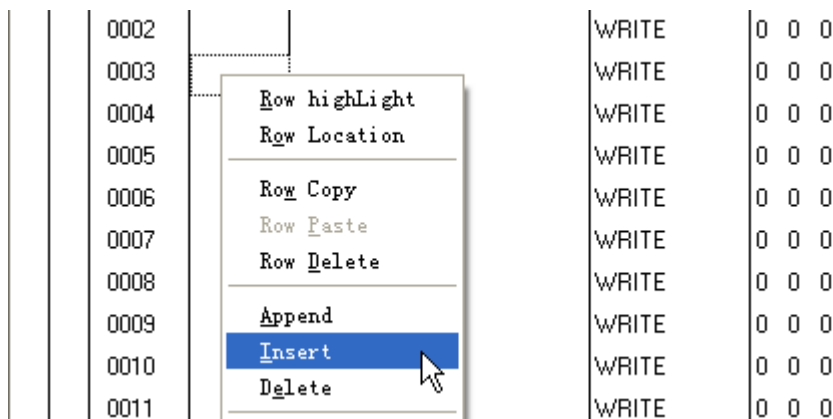 0002 WRITE 0 0 0
0003 WRITE 0 0 0
Row highLight
0004 WRITE 0 0 0
Row Location
0005 WRITE 0 0 0
Row Copy
0006 WRITE 0 0 0
Row Paste
0007 WRITE 0 0 0
Row Delete
0008 WRITE 0 0 0
Append
0009 WRITE 0 0 0
Insert
0010 WRITE 0 0 0
Delete
0011 WRITE 0 0 0